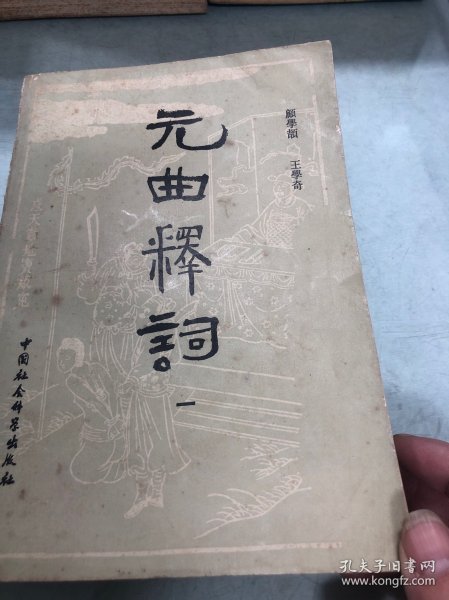 顧學頡 王學奇
元曲釋詞
一
中国社会科学出版社
孔夫子旧书网
www.kongfz.com